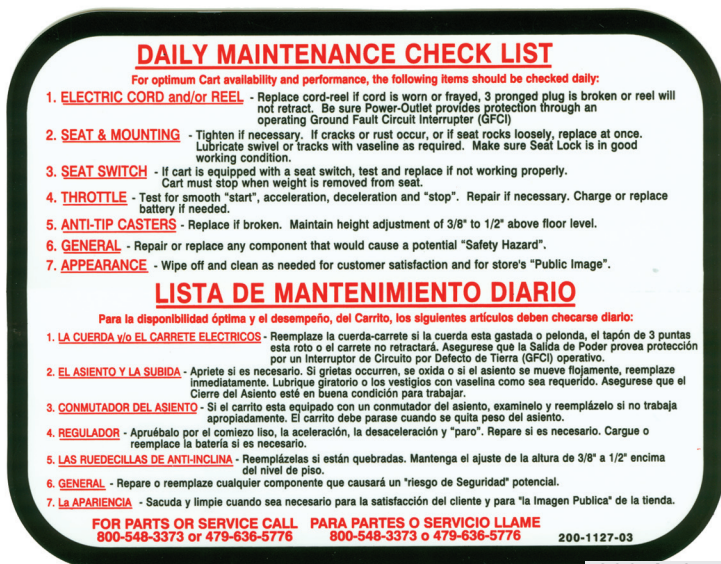 DAILY MAINTENANCE CHECK LIST
For optimum Cart availability and performance, the following items should be checked daily:
1. ELECTRIC CORD and/or REEL - Replace cord-reel if cord is worn or frayed, 3 pronged plug is broken or reel will
not retract. Be sure Power-Outlet provides protection through an
operating Ground Fault Circuit Interrupter (GFCI)
2. SEAT & MOUNTING - Tighten if necessary. If cracks or rust occur, or if seat rocks loosely, replace at once.
Lubricate swivel or tracks with vaseline as required. Make sure Seat Lock is in good
working condition.
3. SEAT SWITCH - If cart is equipped with a seat switch, test and replace if not working properly.
Cart must stop when weight is removed from seat.
4. THROTTLE - Test for smooth "start", acceleration, deceleration and "stop". Repair if necessary. Charge or replace
battery if needed.
5. ANTI-TIP CASTERS - Replace if broken. Maintain height adjustment of 3/8" to 1/2" above floor level.
6. GENERAL - Repair or replace any component that would cause a potential "Safety Hazard".
7. APPEARANCE - Wipe off and clean as needed for customer satisfaction and for store's "Public Image".
LISTA DE MANTENIMIENTO DIARIO
Para la disponibilidad óptima y el desempeño, del Carrito, los siguientes artículos deben checarse diario:
1. LA CUERDA y/o EL CARRETE ELECTRICOS - Reemplaze la cuerda-carrete si la cuerda esta gastada o pelonda, el tapón de 3 puntas
esta roto o el carrete no retractará. Asegurese què la Salida de Poder provea protección
por un Interruptor de Circuito por Defecto de Tierra (GFCI) operativo.
2. EL ASIENTO Y LA SUBIDA - Apriete si es necesario. Si grietas occurren, se oxida o si el asiento se mueve flojamente, reemplaze
inmediatamente. Lubrique giratorio o los vestigios con vaselina como sea requerido. Asegurese que el
Cierre del Asiento esté en buena condición para trabajar.
3. CONMUTADOR DEL ASIENTO - Si el carrito esta equipado con un conmutador del asiento, examinelo y remplázelo si no trabaja
apropiadamente. El carrito debe parase cuando se quita peso del asiento.
4. REGULADOR - Apruébalo por el comiezo liso, la aceleración, la desaceleración y "paro". Repare si es necesario. Cargue o
reemplace la batería si es necesario.
5. LAS RUEDECILLAS DE ANTI-INCLINA - Reemplázelas si están quebradas. Mantenga el ajuste de la altura de 3/8" a 1/2" encima
del nivel de piso.
6. GENERAL - Repare o reemplaze cualquier componente que causará un "riesgo de Seguridad" potencial.
7. La APARIENCIA - Sacuda y limpie cuando sea necesario para la satisfacción del cliente y para "la Imagen Publica" de la tienda.
FOR PARTS OR SERVICE CALL PARA PARTES O SERVICIO LLAME
800-548-3373 or 479-636-5776 800-548-3373 o 479-636-5776 200-1127-03